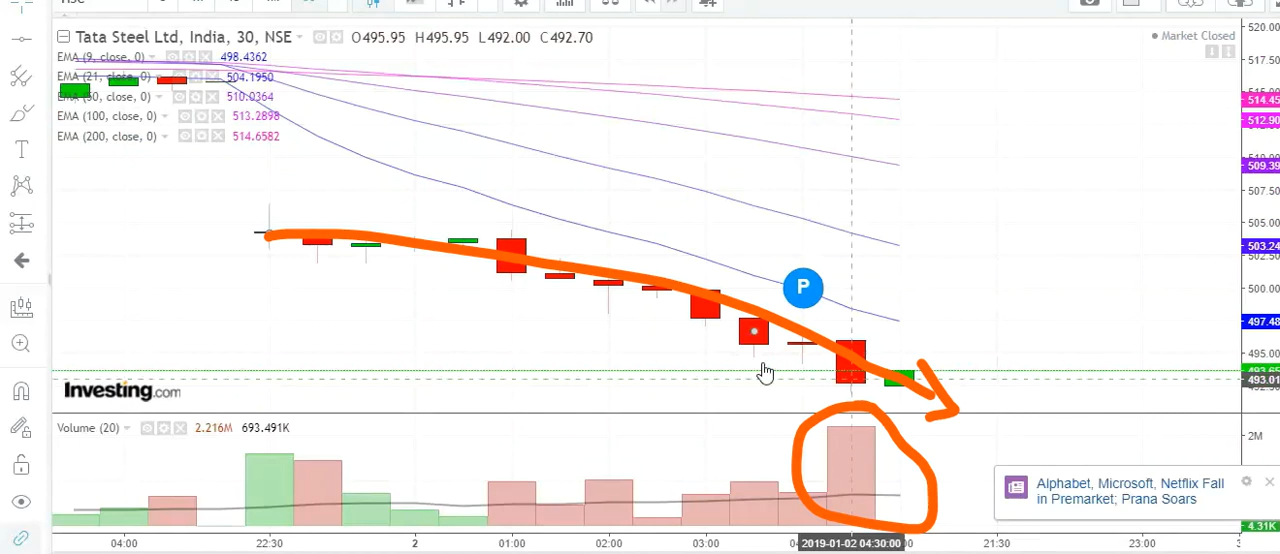 Tata Steel Ltd, India, 30, NSE O495.95 H495.95 L492.00 C492.70
Market Closed
EMA (9, close, 0) 498.4362
EMA (21, close, 0) 504.1950
EMA (50, close, 0) 510.0364
EMA (100, close, 0) 513.2898
EMA (200, close, 0) 514.6582
520.0
517.50
514.45
512.90
509.39
507.50
505.00
503.24
502.50
500.00
497.48
495.00
493.01
P
Investing.com
Volume (20) 2.216M 693.491K
2M
Alphabet, Microsoft, Netflix Fall
in Premarket; Prana Soars
4.31K
04:00 22:30 2 01:00 02:00 03:00 2019-01-02 04:30:00 21:30 23:00